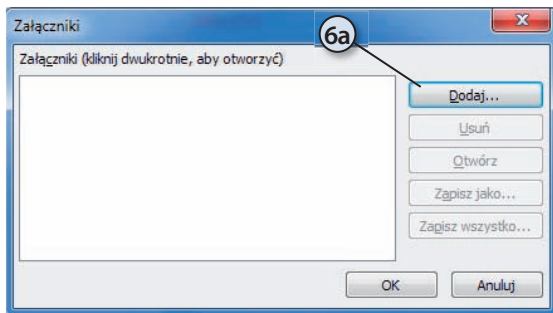 Załączniki
6a
Załączniki (kliknij dwukrotnie, aby otworzyć)
Dodaj...
Usuń
Otwórz
Zapisz jako...
Zapisz wszystko...
OK
Anuluj